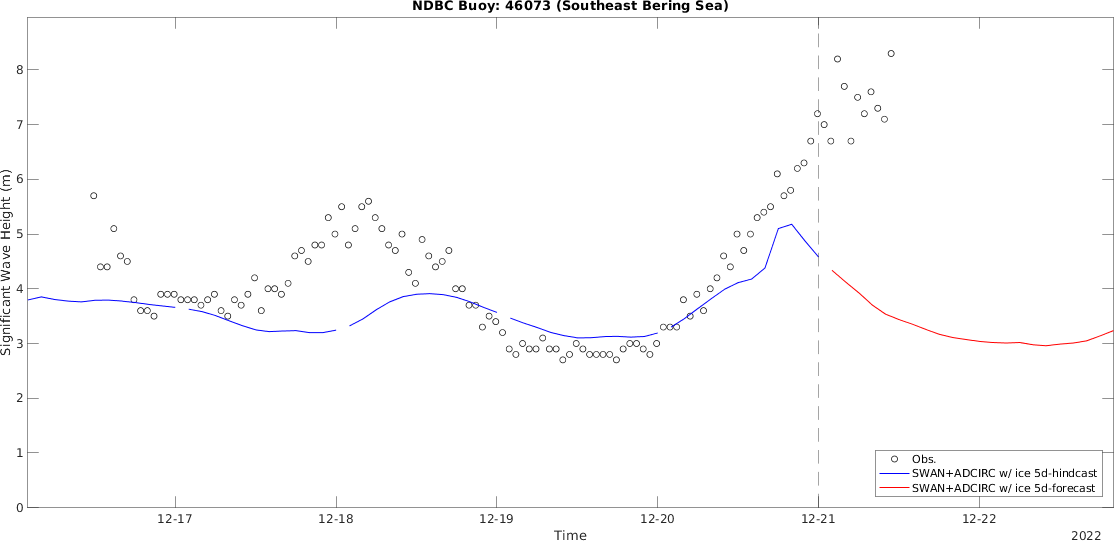 NDBC Buoy: 46073 (Southeast Bering Sea)
8
7
6
5
4
3
2
1
0
Significant Wave Height (m)
Obs.
SWAN+ADCIRC w/ ice 5d-hindcast
SWAN+ADCIRC w/ ice 5d-forecast
12-17
12-18
12-19
12-20
12-21
12-22
Time
2022